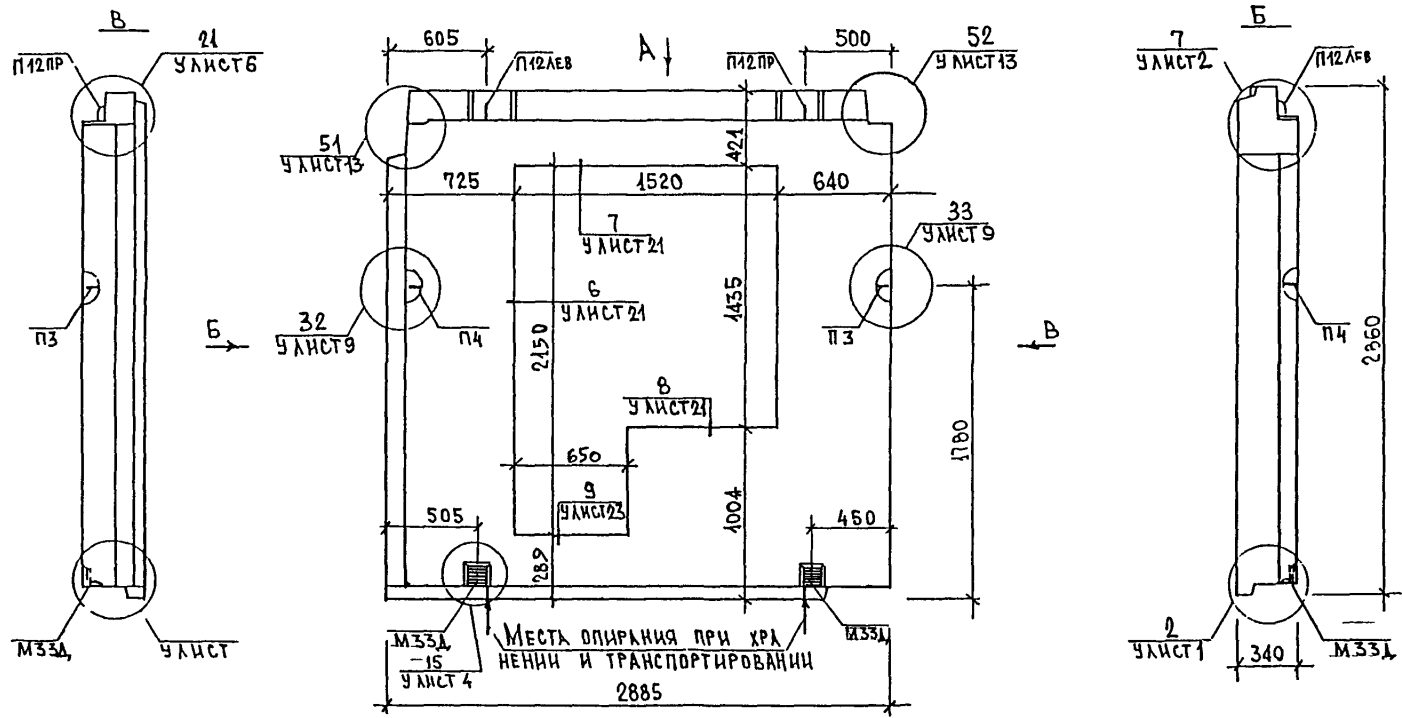 В
21
У ЛИСТ 6
П12ПР
П3
М33Д
У ЛИСТ
605
П12ЛЕВ
А
П12ПР
500
52
У ЛИСТ 13
51
У ЛИСТ 13
421
725
1520
640
7
У ЛИСТ 21
33
У ЛИСТ 9
6
У ЛИСТ 21
1435
32
У ЛИСТ 9
Б
П4
2150
П3
В
8
У ЛИСТ 21
650
1780
9
У ЛИСТ 23
1004
505
450
289
М33Д
15
У ЛИСТ 4
МЕСТА ОПИРАНИЯ ПРИ ХРА
НЕНИИ И ТРАНСПОРТИРОВАНИИ
М33Д
2885
Б
7
У ЛИСТ 2
П12ЛЕВ
П4
2860
2
У ЛИСТ 1
340
М33Д